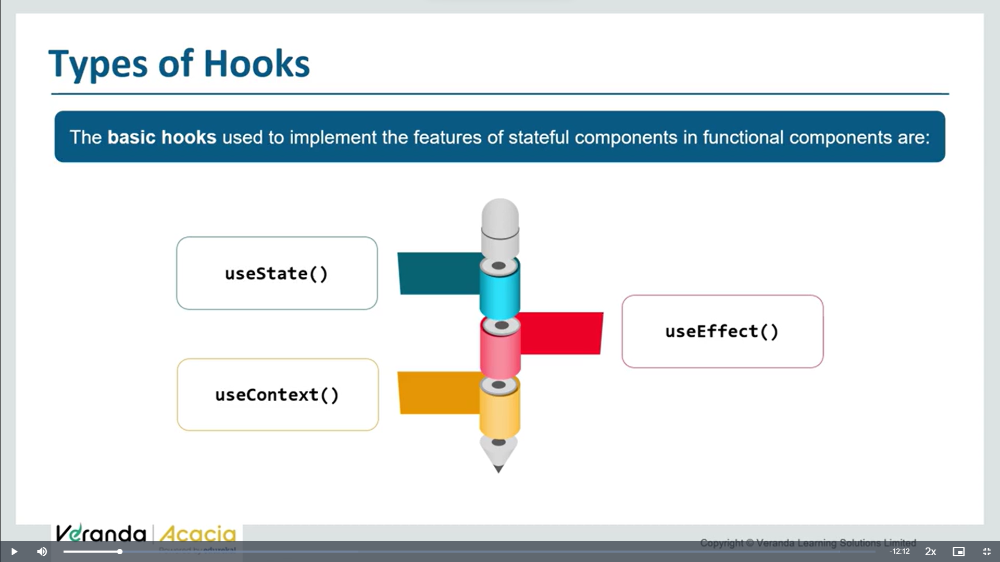 Types of Hooks
The basic hooks used to implement the features of stateful components in functional components are:
useState()
useEffect()
useContext()
Veranda | Acacia
Powered by edureka!
Copyright © Veranda Learning Solutions Limited
-12:12
2x